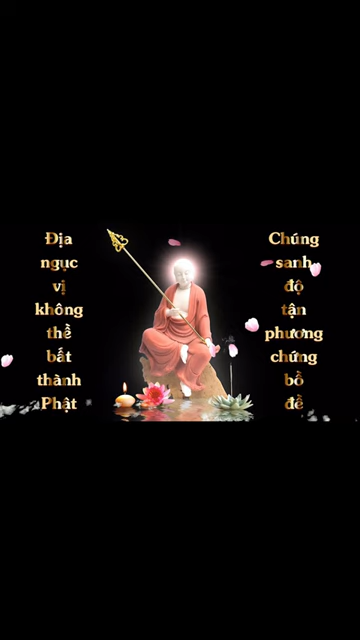 Địa
ngục
vị
không
thề
bất
thành
Phật
Chúng
sanh
độ
tận
phương
chứng
bồ
đề